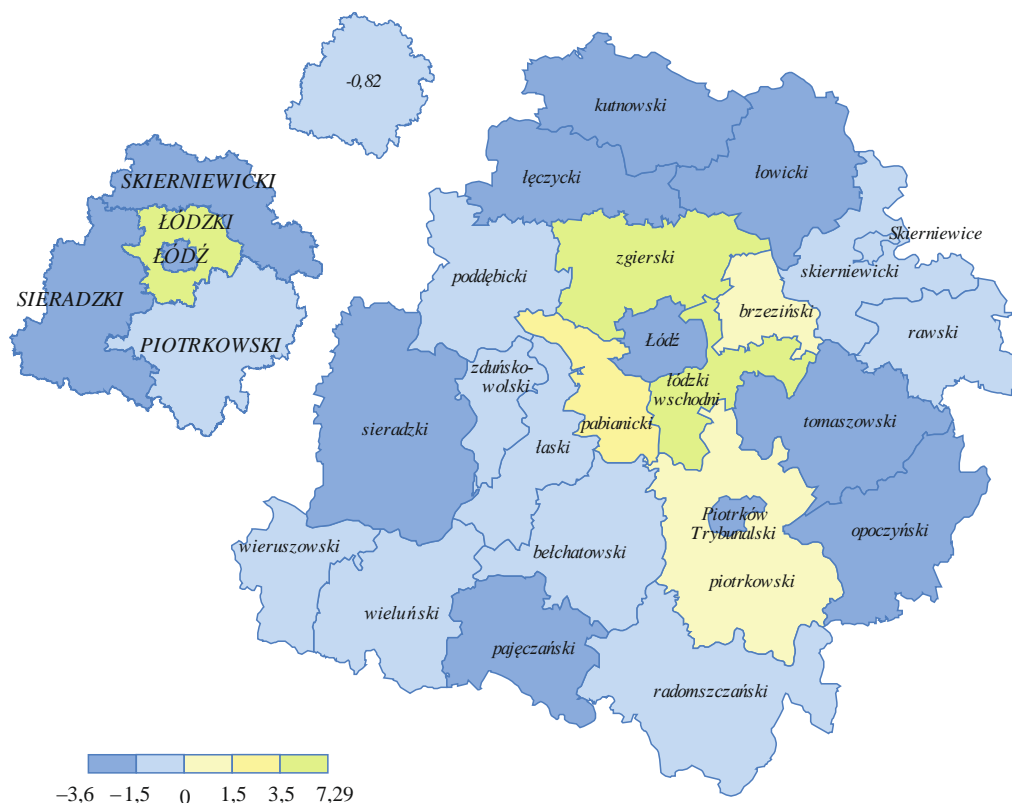 -0,82
SKIERNIEWICKI
ŁÓDZKI
ŁÓDŹ
SIERADZKI
PIOTRKOWSKI
kutnowski
łęczycki
łowicki
Skierniewice
skierniewicki
zgierski
poddębicki
brzeziński
rawski
Łódź
zduńsko-
wolski
łódzki
wschodni
sieradzki
pabianicki
tomaszowski
łaski
Piotrków
Trybunalski
opoczyński
wieruszowski
bełchatowski
piotrkowski
wieluński
pajęczański
radomszczański
−3,6 −1,5 0 1,5 3,5 7,29